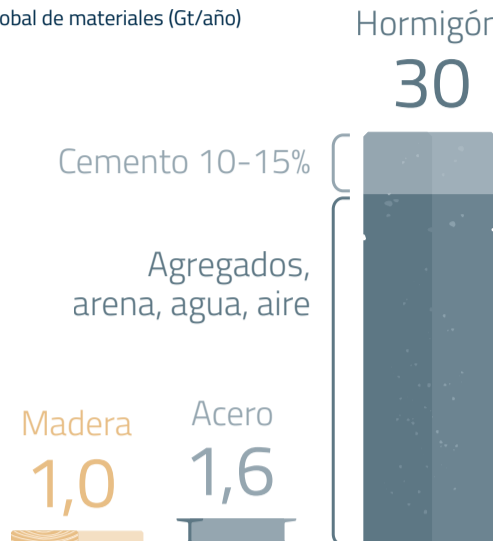 obal de materiales (Gt/año)
Hormigón
30
Cemento 10-15%
Agregados,
arena, agua, aire
Madera
1,0
Acero
1,6